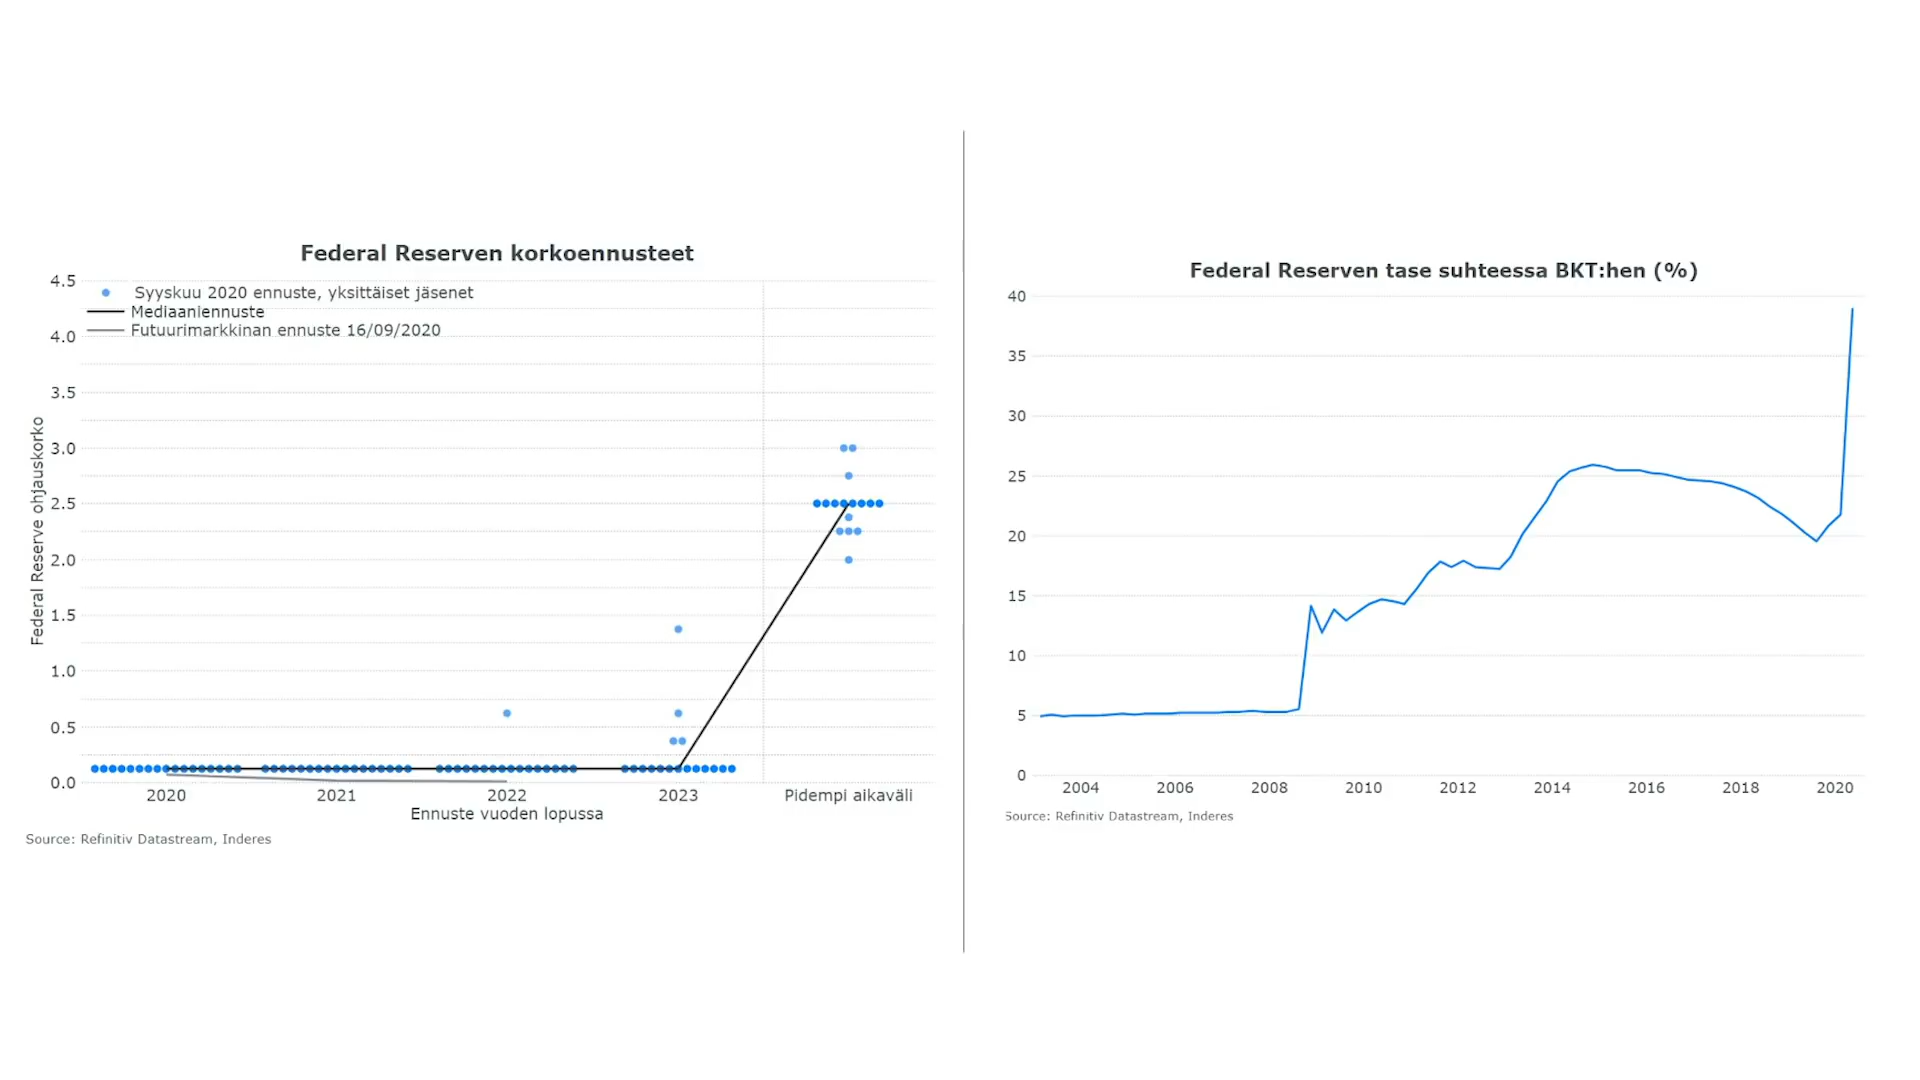 Federal Reserven korkoennusteet
4.5
Syyskuu 2020 ennuste, yksittäiset jäsenet
Mediaaniennuste
Futuurimarkkinan ennuste 16/09/2020
4.0
3.5
3.0
2.5
2.0
1.5
1.0
0.5
0.0
Federal Reserve ohjauskorko
2020 2021 2022 2023 Pidempi aikaväli
Ennuste vuoden lopussa
Source: Refinitiv Datastream, Inderes
Federal Reserven tase suhteessa BKT:hen (%)
40
35
30
25
20
15
10
5
0
2004 2006 2008 2010 2012 2014 2016 2018 2020
Source: Refinitiv Datastream, Inderes